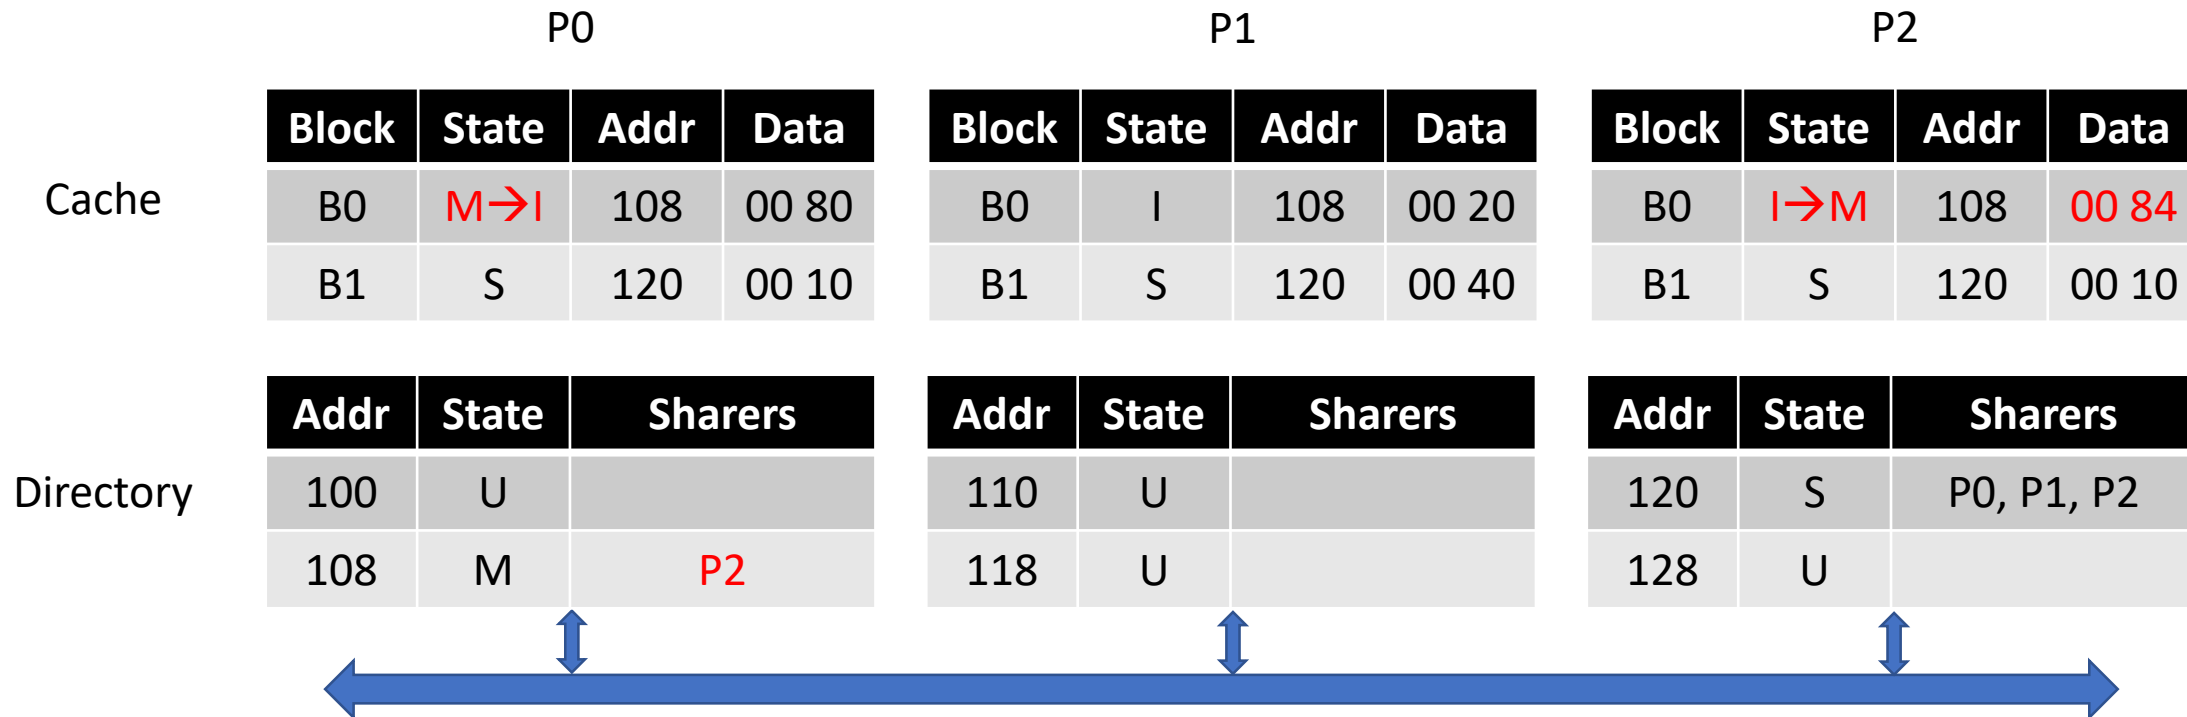 P0 P1 P2
Block State Addr Data Block State Addr Data Block State Addr Data
Cache
B0 M→I 108 00 80 B0 I 108 00 20 B0 I→M 108 00 84
B1 S 120 00 10 B1 S 120 00 40 B1 S 120 00 10
Addr State Sharers Addr State Sharers Addr State Sharers
Directory
100 U 110 U 120 S P0, P1, P2
108 M P2 118 U 128 U